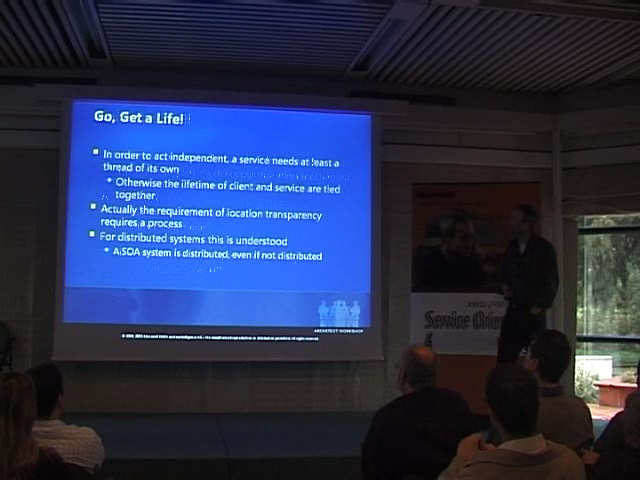 Go, Get a Life!
In order to act independent, a service needs at least a
thread of its own
Otherwise the lifetime of client and service are tied
together.
Actually the requirement of location transparency
requires a process
For distributed systems this is understood
A SOA system is distributed, even if not distributed
ARCHITECT WORKSHOP
Service Orie